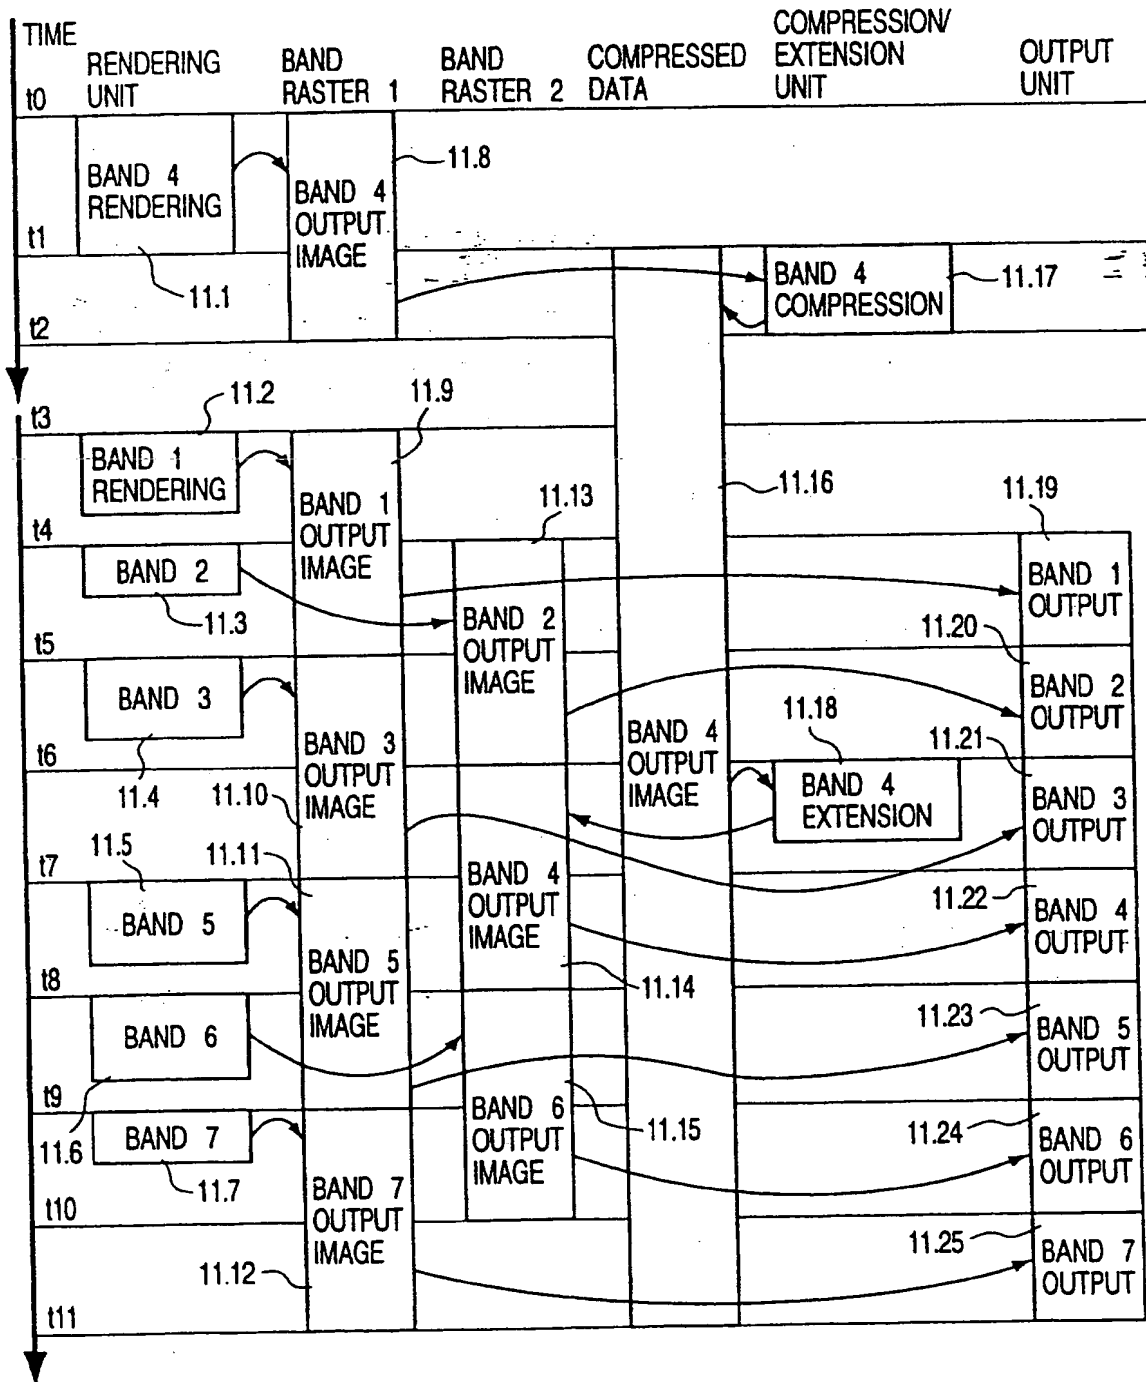 TIME
RENDERING
UNIT
BAND
RASTER 1
BAND
RASTER 2
COMPRESSED
DATA
COMPRESSION/
EXTENSION
UNIT
OUTPUT
UNIT
t0
BAND 4
RENDERING
BAND 4
OUTPUT
IMAGE
11.8
t1
11.1
BAND 4
COMPRESSION
11.17
t2
t3
11.2
11.9
BAND 1
RENDERING
BAND 1
OUTPUT
IMAGE
11.13
11.16
11.19
t4
BAND 2
11.3
BAND 2
OUTPUT
IMAGE
BAND 1
OUTPUT
11.20
t5
BAND 3
11.4
BAND 3
OUTPUT
IMAGE
11.10
BAND 4
OUTPUT
IMAGE
11.18
BAND 2
OUTPUT
11.21
t6
BAND 4
EXTENSION
BAND 3
OUTPUT
11.5
11.11
t7
BAND 5
BAND 4
OUTPUT
IMAGE
11.22
BAND 4
OUTPUT
t8
BAND 5
OUTPUT
IMAGE
11.14
BAND 6
11.6
11.23
BAND 5
OUTPUT
t9
BAND 7
11.7
BAND 6
OUTPUT
IMAGE
11.15
11.24
BAND 6
OUTPUT
t10
BAND 7
OUTPUT
IMAGE
11.12
11.25
BAND 7
OUTPUT
t11